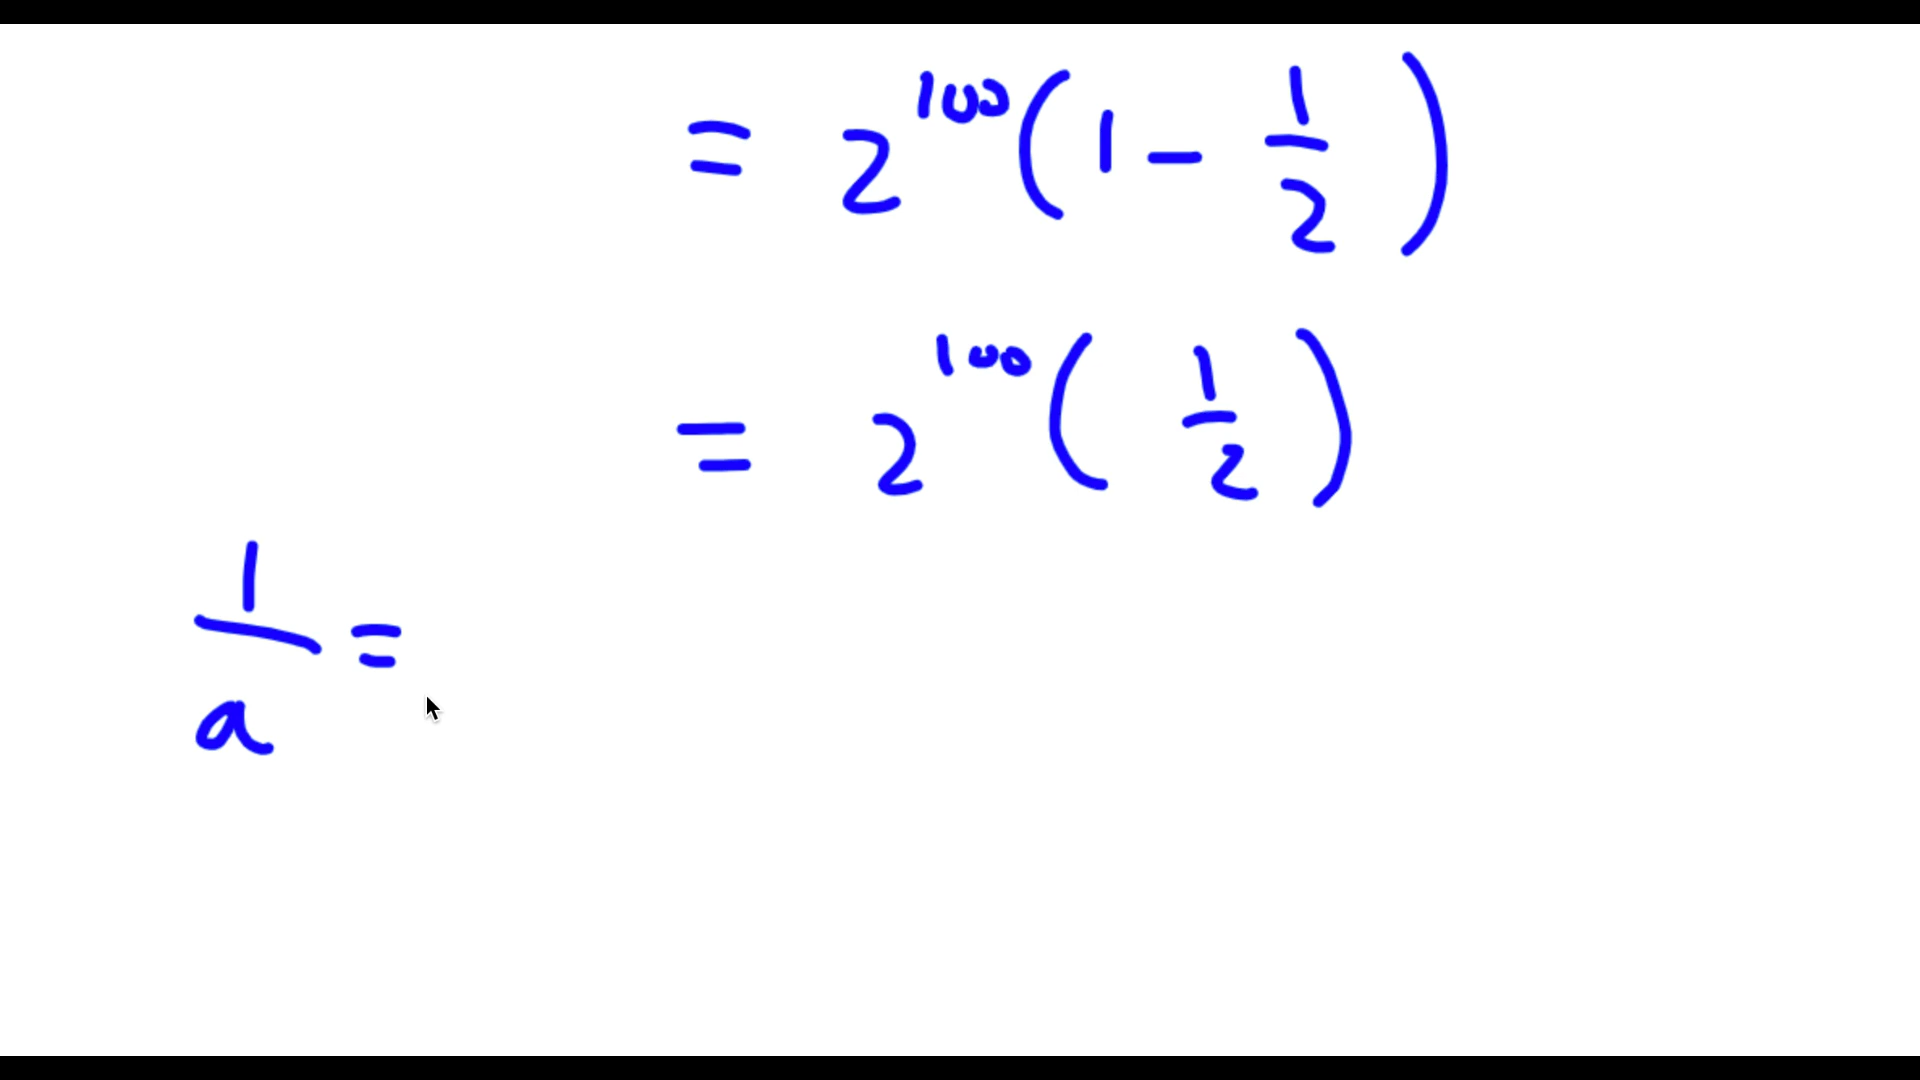 = 2^100 (1 - 1/2)
= 2^100 (1/2)
1/a =